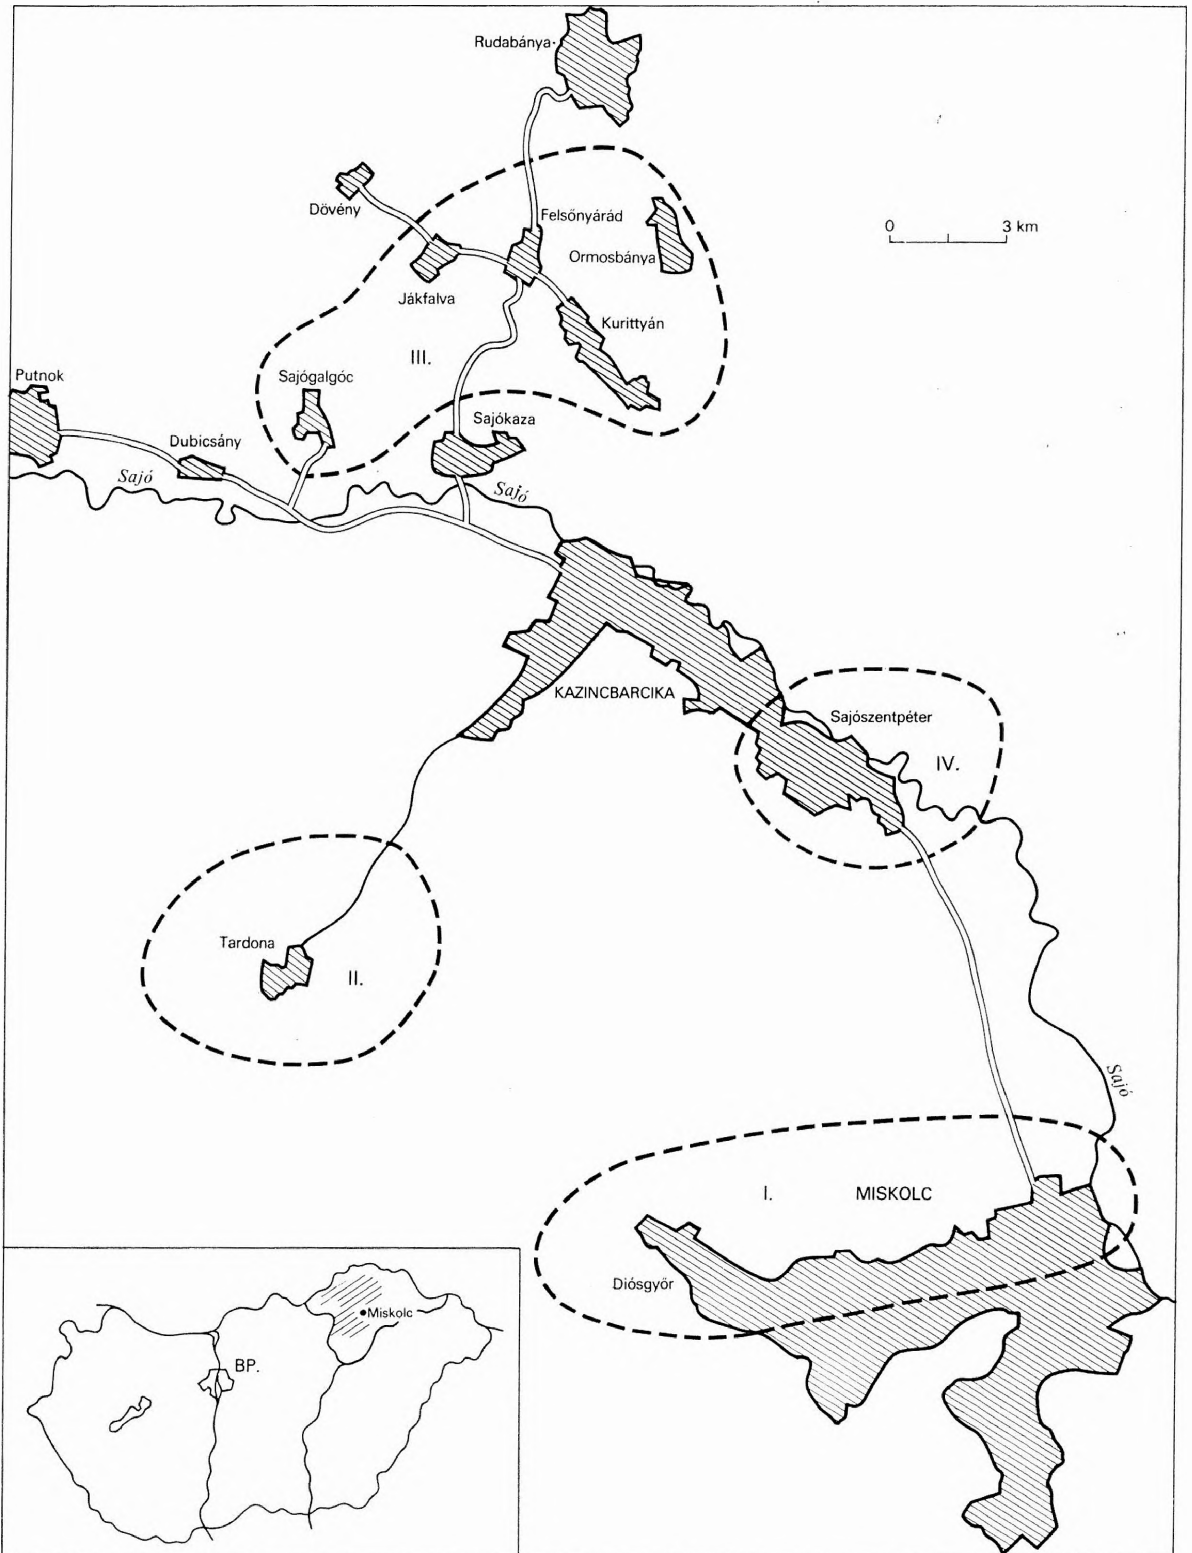 Rudabánya
Dövény
Felsőnyárád
0 3 km
Ormosbánya
Jákfalva
Kurittyán
III.
Putnok
Sajógalgóc
Sajókaza
Dubicsány
Sajó
Sajó
KAZINCBARCIKA
Sajószentpéter
IV.
Tardona
II.
Sajó
I. MISKOLC
Diósgyőr
Miskolc
BP.